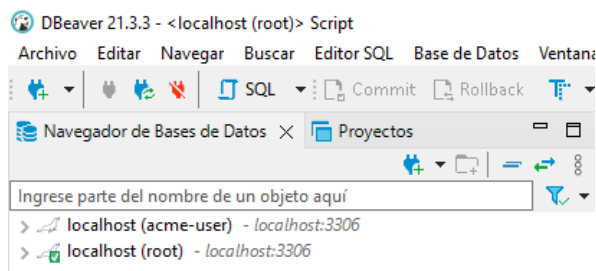 DBeaver 21.3.3 - <localhost (root)> Script
Archivo Editar Navegar Buscar Editor SQL Base de Datos Ventana
SQL Commit Rollback T
Navegador de Bases de Datos Proyectos
Ingrese parte del nombre de un objeto aquí
localhost (acme-user) - localhost:3306
localhost (root) - localhost:3306